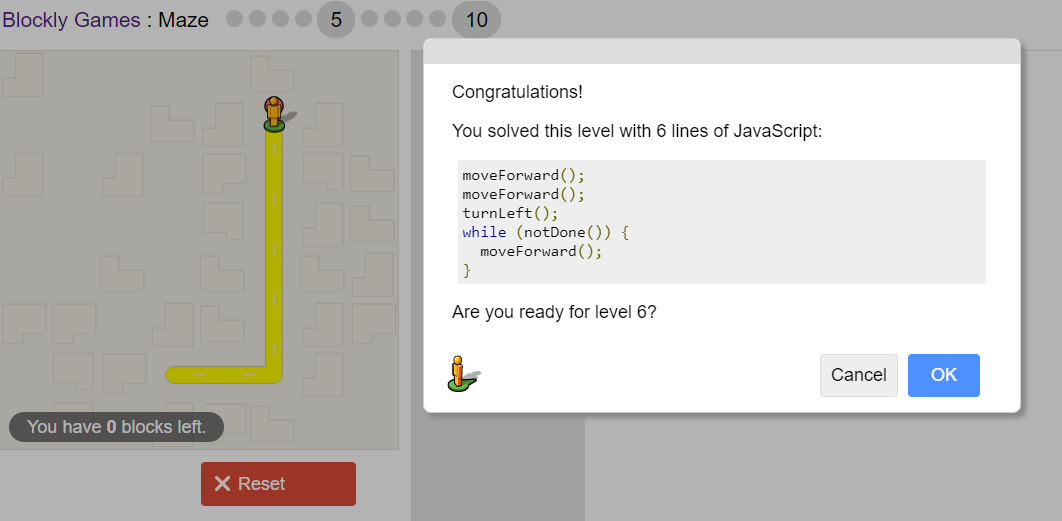 Blockly Games : Maze 5 10
Congratulations!
You solved this level with 6 lines of JavaScript:
moveForward();
moveForward();
turnLeft();
while (notDone()) {
  moveForward();
}
Are you ready for level 6?
Cancel OK
You have 0 blocks left.
Reset